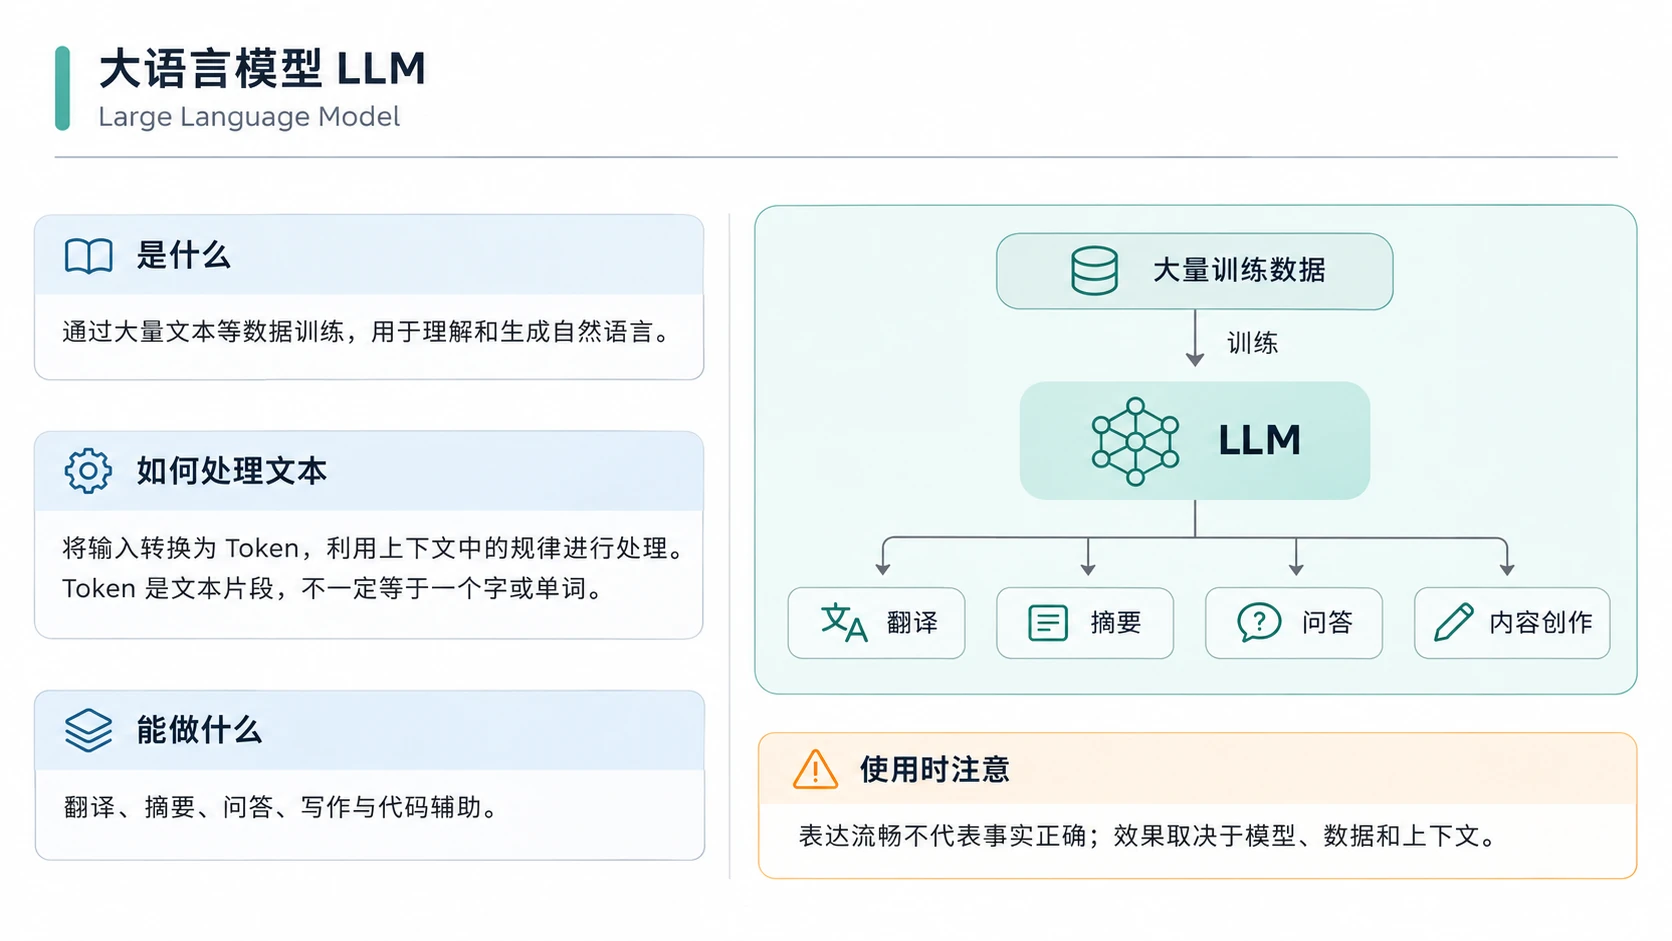 大语言模型 LLM
Large Language Model
是什么
通过大量文本等数据训练，用于理解和生成自然语言。
如何处理文本
将输入转换为 Token，利用上下文中的规律进行处理。
Token 是文本片段，不一定等于一个字或单词。
能做什么
翻译、摘要、问答、写作与代码辅助。
大量训练数据
训练
LLM
文A 翻译
摘要
? 问答
内容创作
使用时注意
表达流畅不代表事实正确；效果取决于模型、数据和上下文。